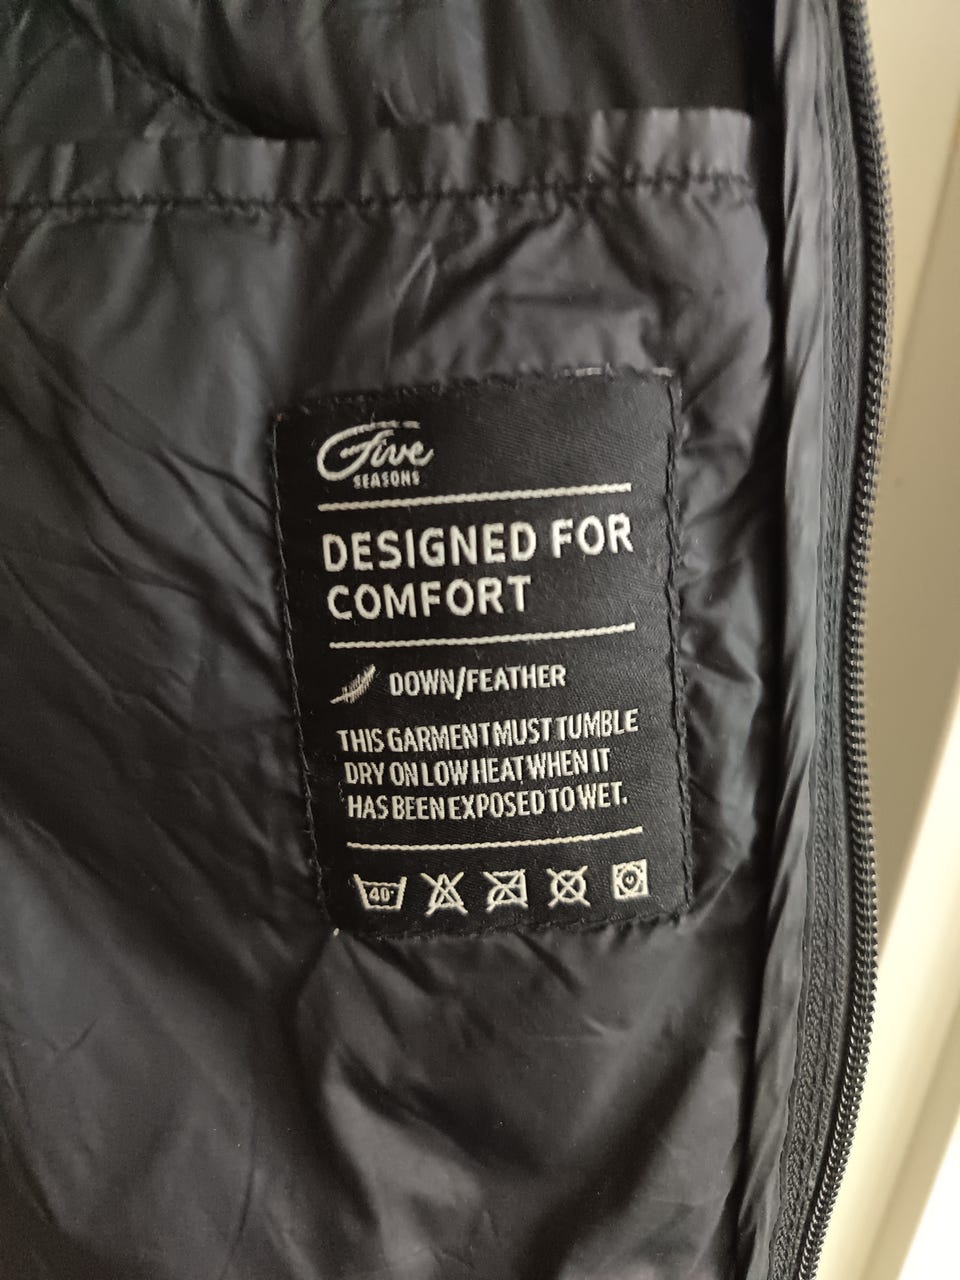 Five
SEASONS
DESIGNED FOR
COMFORT
DOWN/FEATHER
THIS GARMENT MUST TUMBLE
DRY ON LOW HEAT WHEN IT
HAS BEEN EXPOSED TO WET.
40°